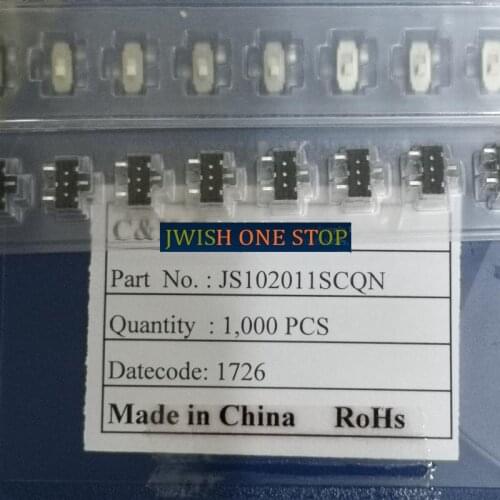 C&
JWISH ONE STOP
Part No. : JS102011SCQN
Quantity : 1,000 PCS
Datecode: 1726
Made in China RoHs